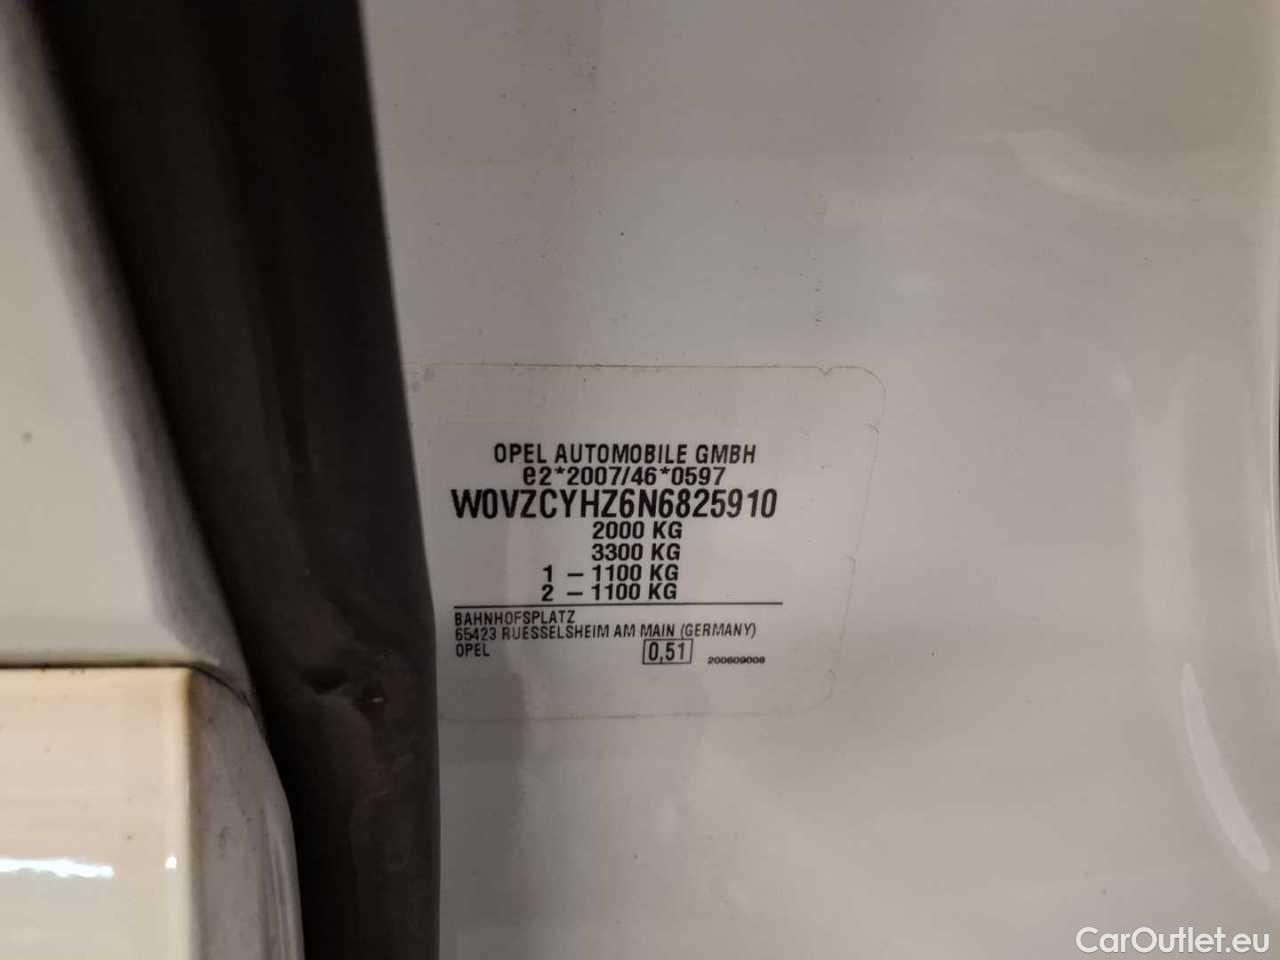 OPEL AUTOMOBILE GMBH
e2*2007/46*0597
W0VZCYHZ6N6825910
2000 KG
3300 KG
1 – 1100 KG
2 – 1100 KG
BAHNHOFSPLATZ
65423 RUESSELSHEIM AM MAIN (GERMANY)
OPEL 0,51 200609008
CarOutlet.eu